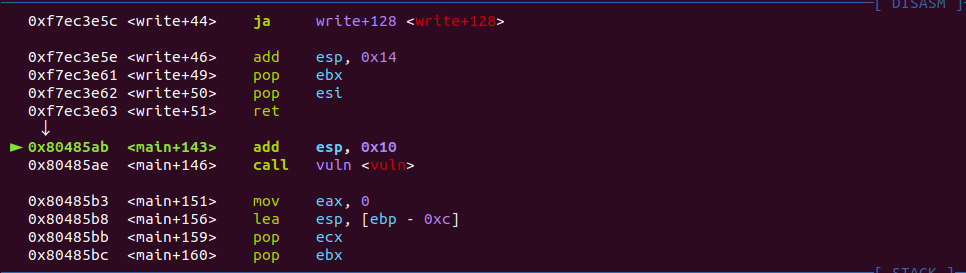 [ DISASM ]
0xf7ec3e5c <write+44> ja write+128 <write+128>
0xf7ec3e5e <write+46> add esp, 0x14
0xf7ec3e61 <write+49> pop ebx
0xf7ec3e62 <write+50> pop esi
0xf7ec3e63 <write+51> ret
↓
► 0x80485ab <main+143> add esp, 0x10
0x80485ae <main+146> call vuln <vuln>
0x80485b3 <main+151> mov eax, 0
0x80485b8 <main+156> lea esp, [ebp - 0xc]
0x80485bb <main+159> pop ecx
0x80485bc <main+160> pop ebx
[ STACK ]